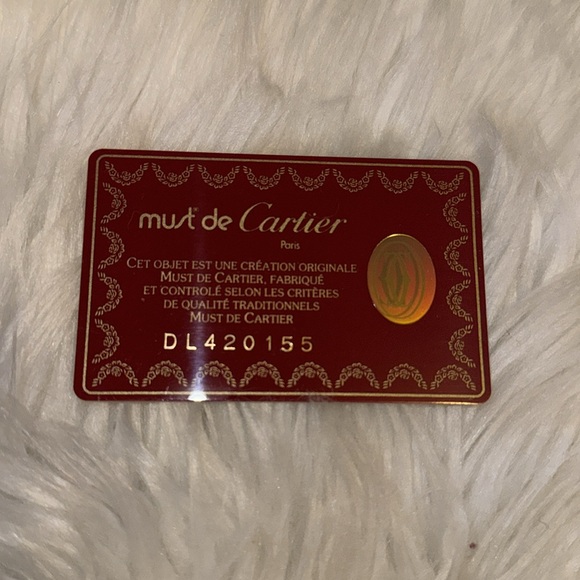 must de Cartier
Paris
CET OBJET EST UNE CRÉATION ORIGINALE
MUST DE CARTIER, FABRIQUÉ
ET CONTRÔLÉ SELON LES CRITÈRES
DE QUALITÉ TRADITIONNELS
MUST DE CARTIER
DL420155